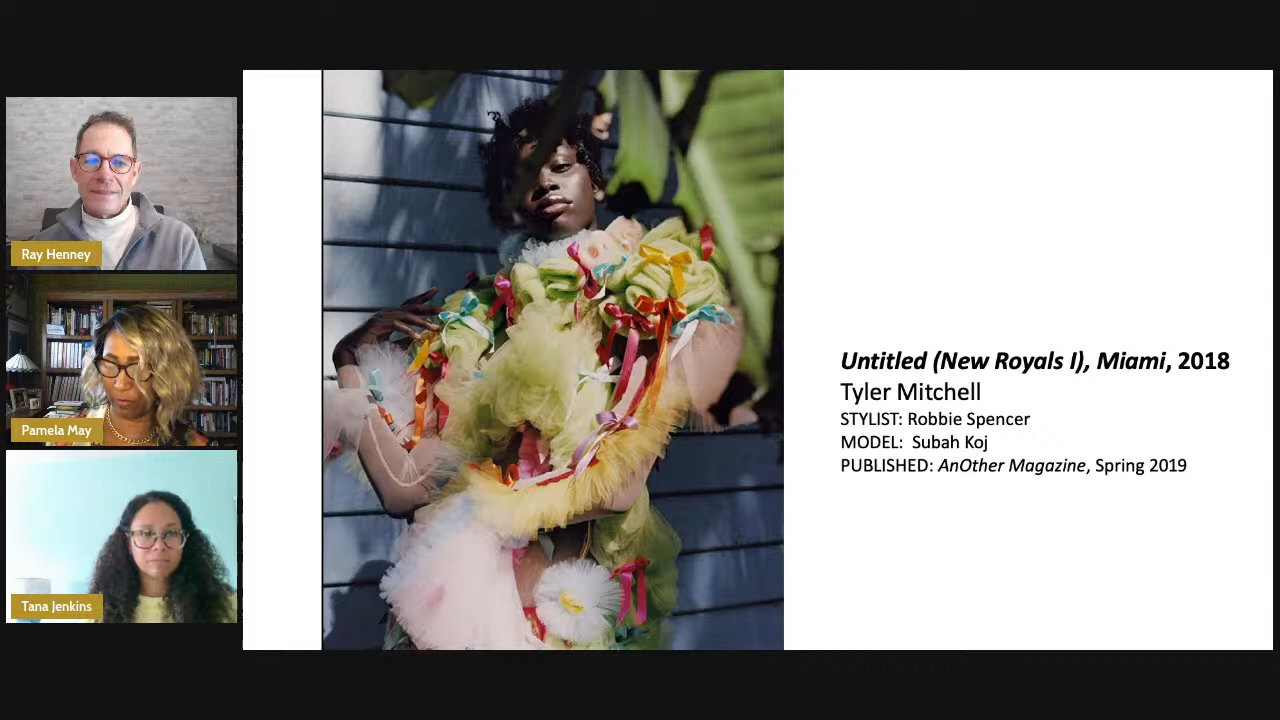 Ray Henney
Pamela May
Tana Jenkins
Untitled (New Royals I), Miami, 2018
Tyler Mitchell
STYLIST: Robbie Spencer
MODEL: Subah Koj
PUBLISHED: AnOther Magazine, Spring 2019